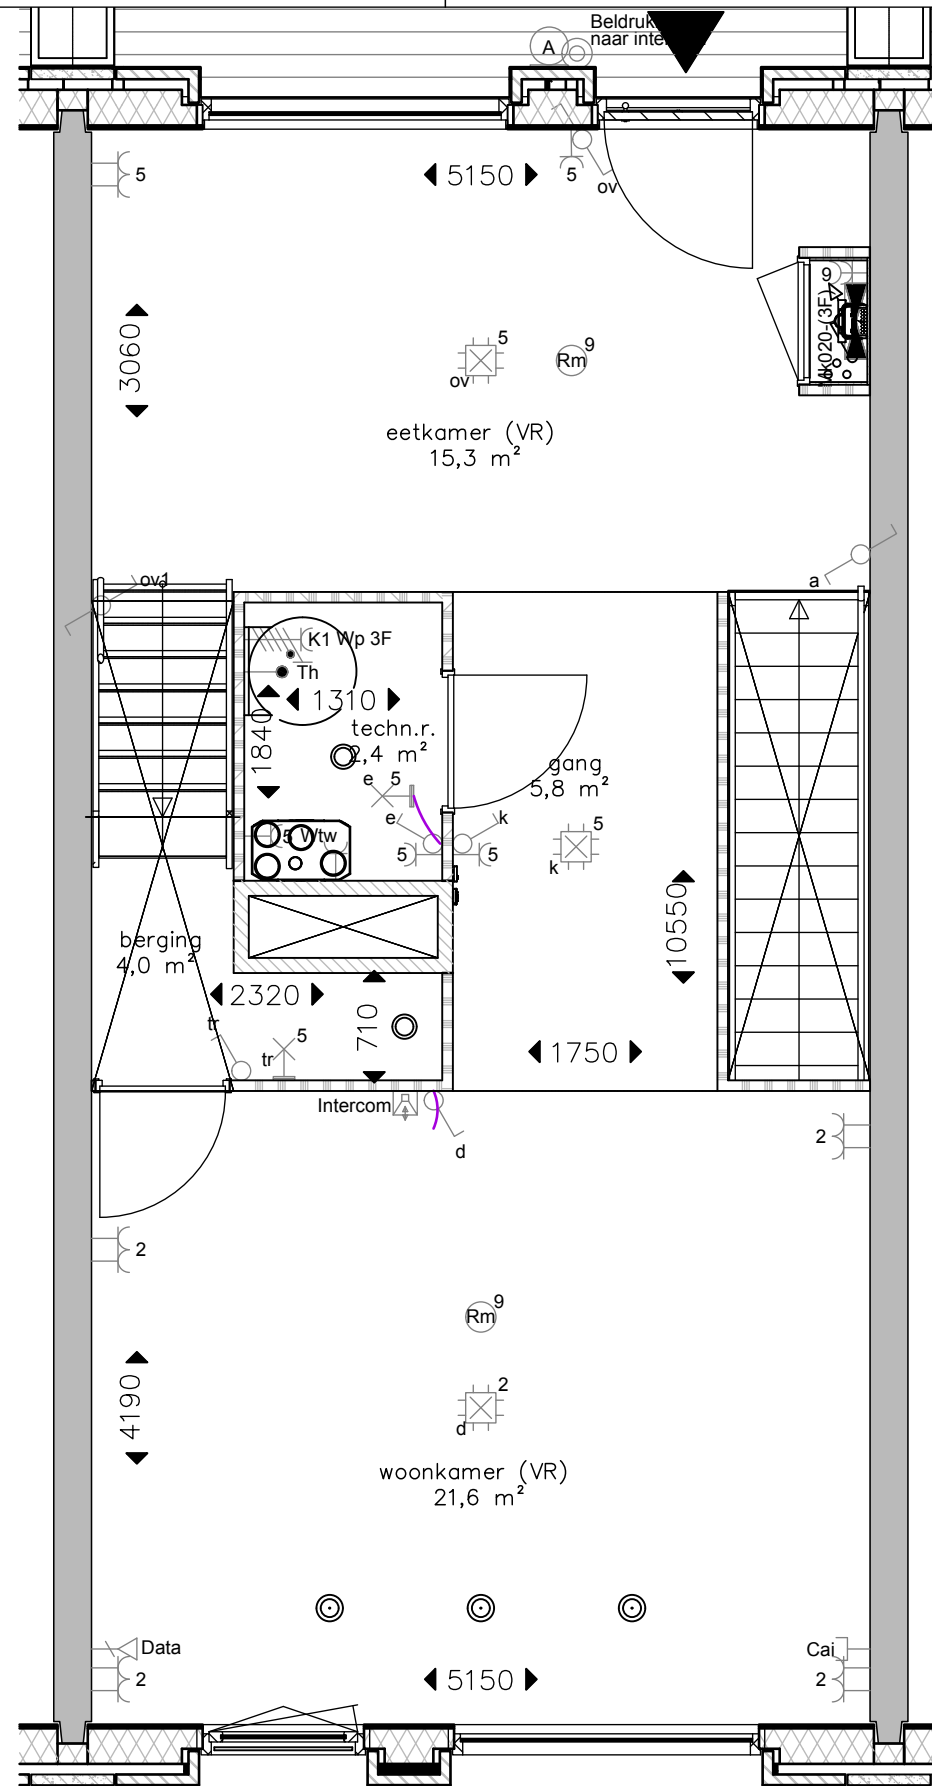 Beldruk
naar inte
A
5
5150
5
ov
9
Mk020-(3F)
3060
5
ov
Rm
9
eetkamer (VR)
15,3 m²
ov1
a
K1 Wp 3F
Th
1310
1840
techn.r.
2,4 m²
gang
5,8 m²
e
5
e
k
5 Wtw
5
5
5
k
10550
berging
4,0 m²
2320
710
1750
tr
tr
5
Intercom
d
2
2
Rm
9
4190
2
d
woonkamer (VR)
21,6 m²
Data
2
5150
Cai
2